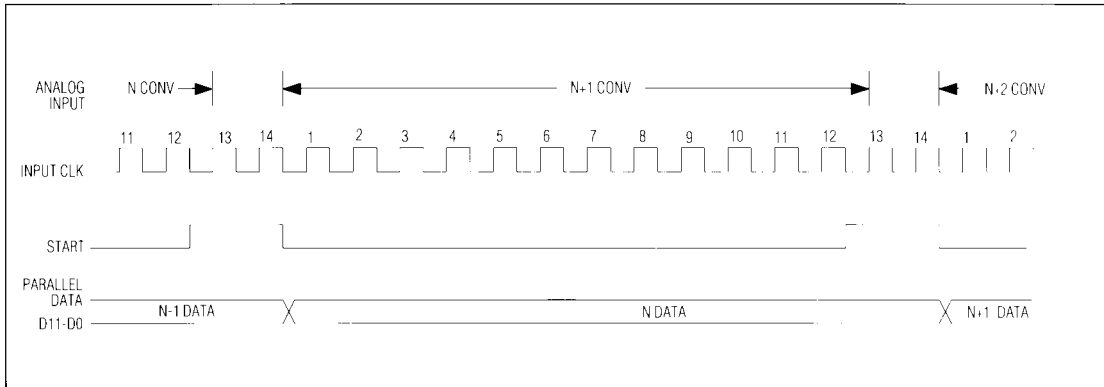 ANALOG INPUT
N CONV
N+1 CONV
N+2 CONV
11 12 13 14 1 2 3 4 5 6 7 8 9 10 11 12 13 14 1 2
INPUT CLK
START
PARALLEL DATA
D11-D0
N-1 DATA
N DATA
N+1 DATA